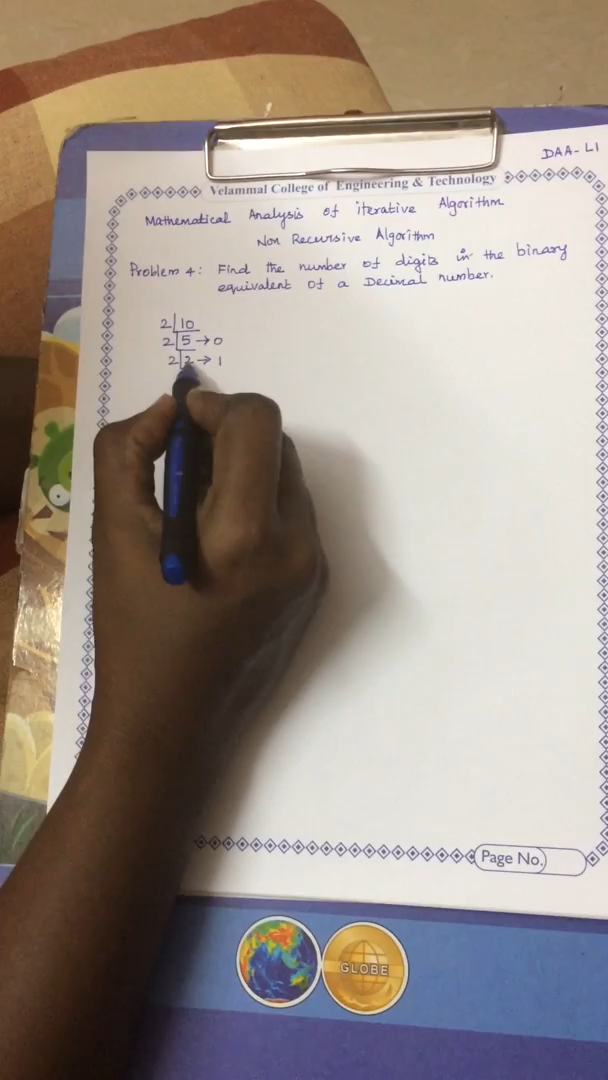 DAA-L1
Velammal College of Engineering & Technology
Mathematical Analysis of iterative Algorithm
Non Recursive Algorithm
Problem 4: Find the number of digits in the binary
equivalent of a Decimal number.
2 10
2 5 → 0
2 2 → 1
Page No.
GLOBE